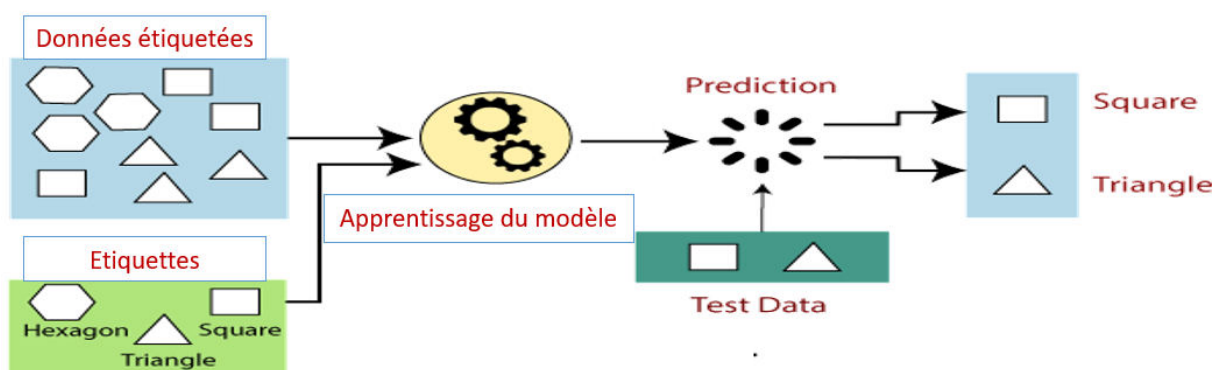 Données étiquetées
Prediction
Square
Triangle
Apprentissage du modèle
Etiquettes
Hexagon
Square
Triangle
Test Data
.